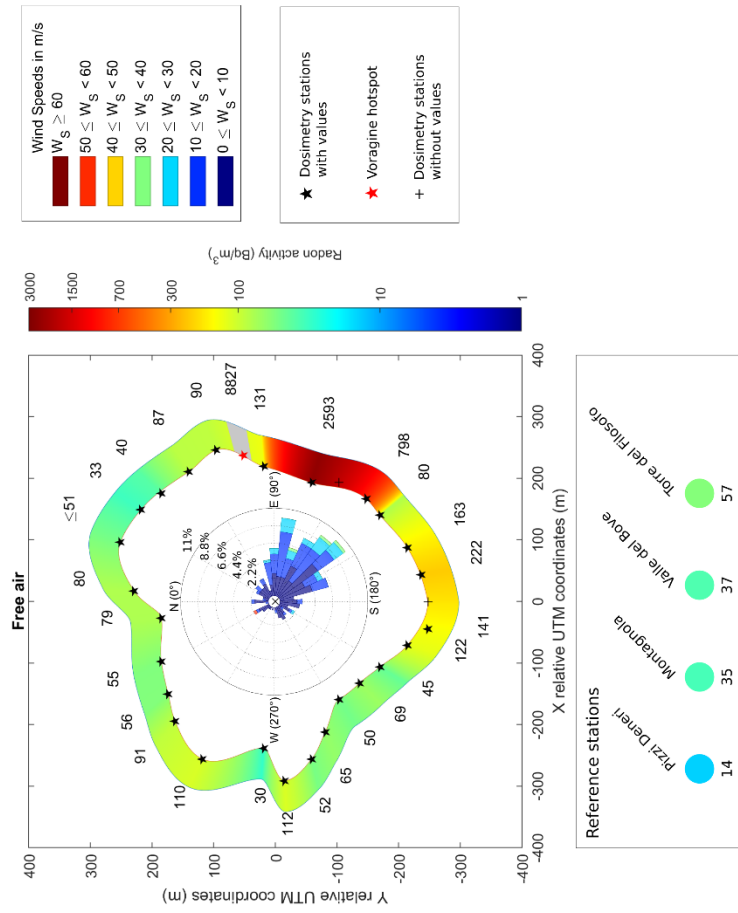 Free air
Y relative UTM coordinates (m)
400
300
200
100
0
-100
-200
-300
-400
-400
-300
-200
-100
0
100
200
300
400
X relative UTM coordinates (m)
N (0°)
E (90°)
S (180°)
W (270°)
11%
8.8%
6.6%
4.4%
2.2%
79
80
≤51
33
40
87
90
8827
131
2593
798
80
163
222
141
122
45
69
50
65
52
112
30
110
91
56
55
3000
1500
700
300
100
10
1
Radon activity (Bq/m³)
Wind Speeds in m/s
W_S ≥ 60
50 ≤ W_S < 60
40 ≤ W_S < 50
30 ≤ W_S < 40
20 ≤ W_S < 30
10 ≤ W_S < 20
0 ≤ W_S < 10
Dosimetry stations
with values
Voragine hotspot
Dosimetry stations
without values
Reference stations
Pizzi Deneri
Montagnola
Valle del Bove
Torre del Filosofo
14
35
37
57